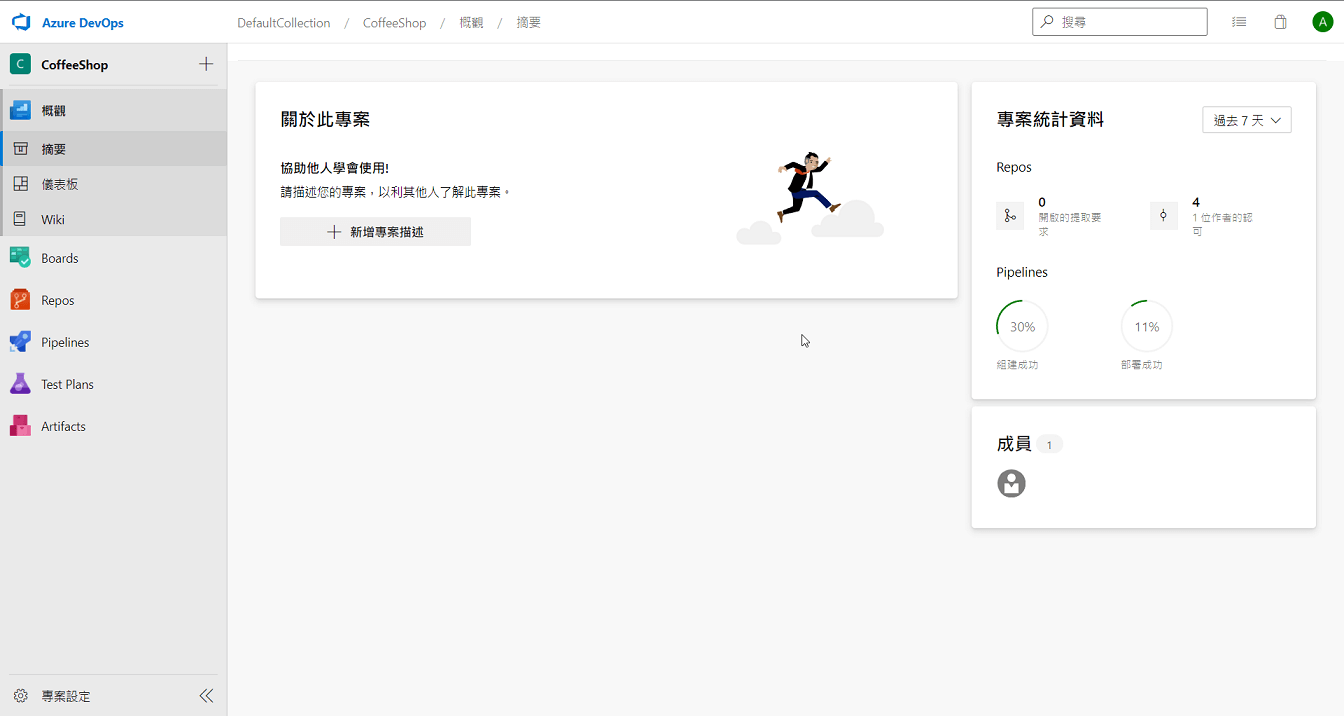 Azure DevOps
DefaultCollection / CoffeeShop / 概觀 / 摘要
搜尋
A
C CoffeeShop
概觀
摘要
儀表板
Wiki
Boards
Repos
Pipelines
Test Plans
Artifacts
專案設定
關於此專案
協助他人學會使用!
請描述您的專案，以利其他人了解此專案。
新增專案描述
專案統計資料
過去 7 天
Repos
0
開啟的提取要
求
4
1 位作者的認
可
Pipelines
30%
組建成功
11%
部署成功
成員 1